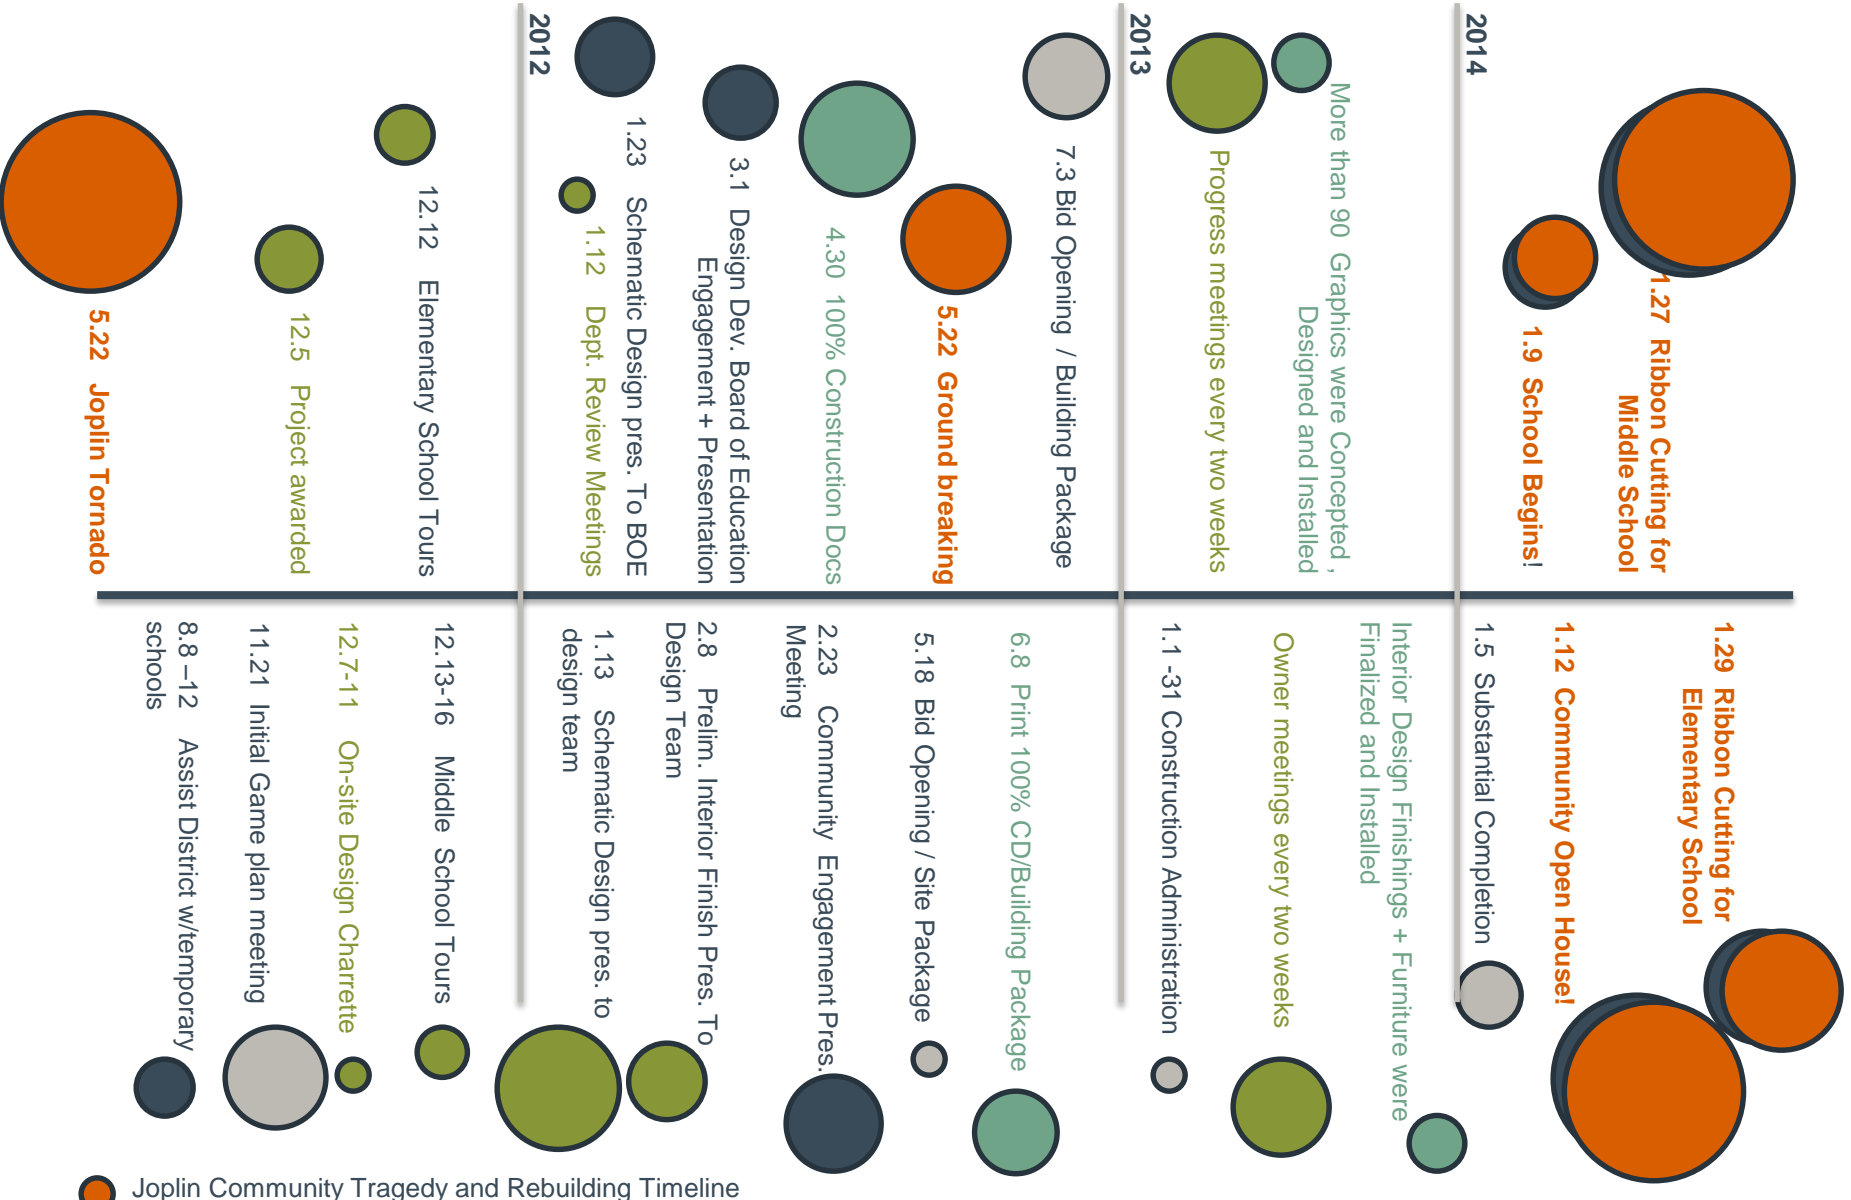 2012
2013
2014
5.22 Joplin Tornado
12.5 Project awarded
12.12 Elementary School Tours
1.12 Dept. Review Meetings
1.23 Schematic Design pres. To BOE
3.1 Design Dev. Board of Education
Engagement + Presentation
4.30 100% Construction Docs
5.22 Ground breaking
7.3 Bid Opening / Building Package
Progress meetings every two weeks
More than 90 Graphics were Concepted ,
Designed and Installed
1.9 School Begins!
1.27 Ribbon Cutting for
Middle School
8.8 –12 Assist District w/temporary
schools
11.21 Initial Game plan meeting
12.7-11 On-site Design Charrette
12.13-16 Middle School Tours
1.13 Schematic Design pres. to
design team
2.8 Prelim. Interior Finish Pres. To
Design Team
2.23 Community Engagement Pres.
Meeting
5.18 Bid Opening / Site Package
6.8 Print 100% CD/Building Package
1.1 -31 Construction Administration
Owner meetings every two weeks
Interior Design Finishings + Furniture were
Finalized and Installed
1.5 Substantial Completion
1.12 Community Open House!
1.29 Ribbon Cutting for
Elementary School
Joplin Community Tragedy and Rebuilding Timeline